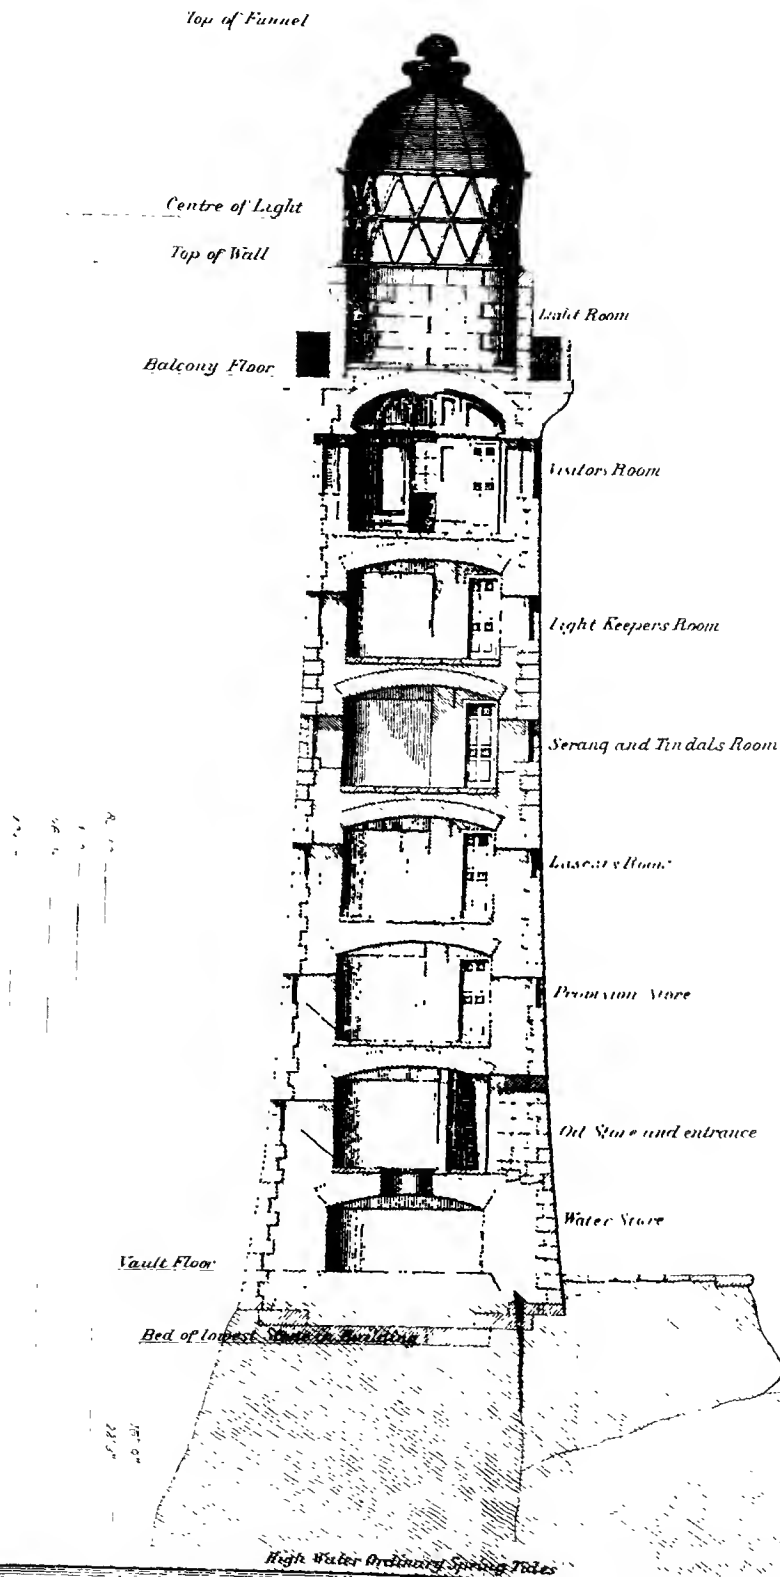 Top of Funnel
Centre of Light
Top of Wall
Light Room
Balcony Floor
Visitors Room
Light Keepers Room
Serang and Tindals Room
Lascars Room
Provision Store
Oil Store and entrance
Water Store
Vault Floor
Bed of lowest Stone in Building
High Water Ordinary Spring Tides